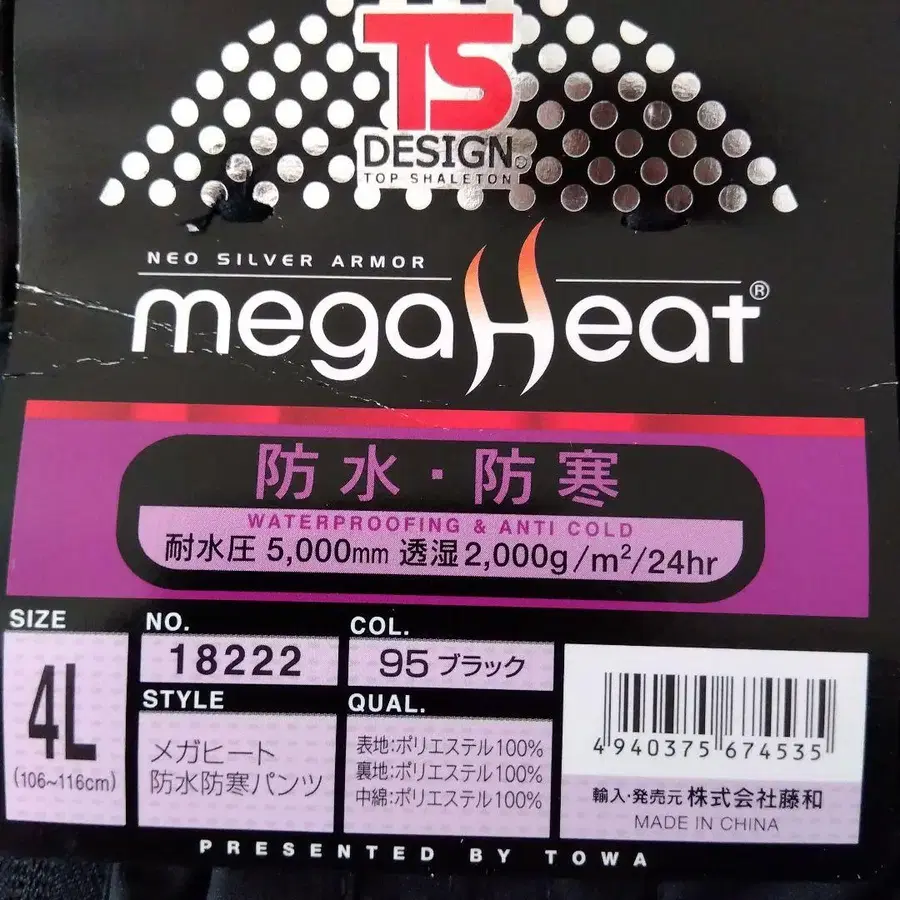 TS
DESIGN
TOP SHALETON
NEO SILVER ARMOR
megaHeat®
防水・防寒
WATERPROOFING & ANTI COLD
耐水圧 5,000mm 透湿2,000g/m²/24hr
SIZE
4L
(106~116cm)
NO.
18222
COL.
95 ブラック
STYLE
メガヒート
防水防寒パンツ
QUAL.
表地:ポリエステル100%
裏地:ポリエステル100%
中綿:ポリエステル100%
4940375674535
輸入・発売元 株式会社藤和
MADE IN CHINA
PRESENTED BY TOWA